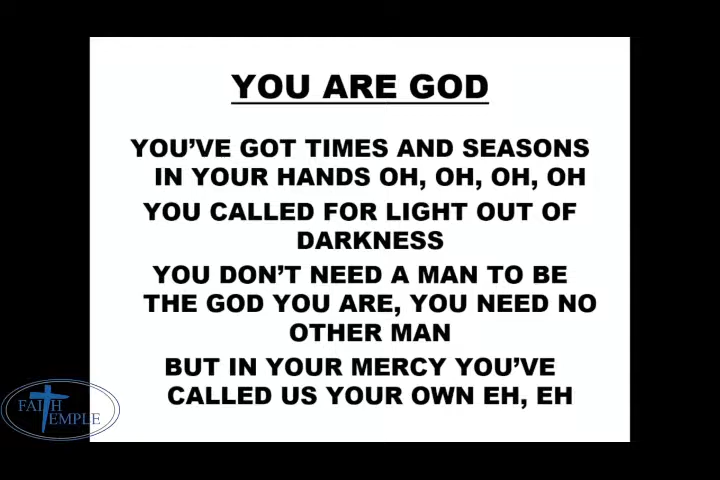 YOU ARE GOD
YOU'VE GOT TIMES AND SEASONS
IN YOUR HANDS OH, OH, OH, OH
YOU CALLED FOR LIGHT OUT OF
DARKNESS
YOU DON'T NEED A MAN TO BE
THE GOD YOU ARE, YOU NEED NO
OTHER MAN
BUT IN YOUR MERCY YOU'VE
CALLED US YOUR OWN EH, EH
FAITH
TEMPLE